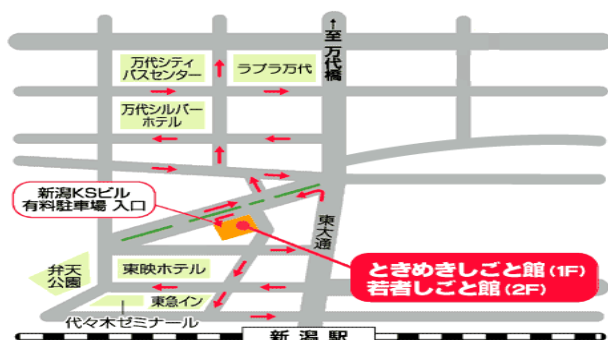 ←至 万代橋
万代シティ
バスセンター
ラブラ万代
万代シルバー
ホテル
新潟KSビル
有料駐車場 入口
東大通
ときめきしごと館(1F)
若者しごと館(2F)
弁天
公園
東映ホテル
東急イン
代々木ゼミナール
新潟駅